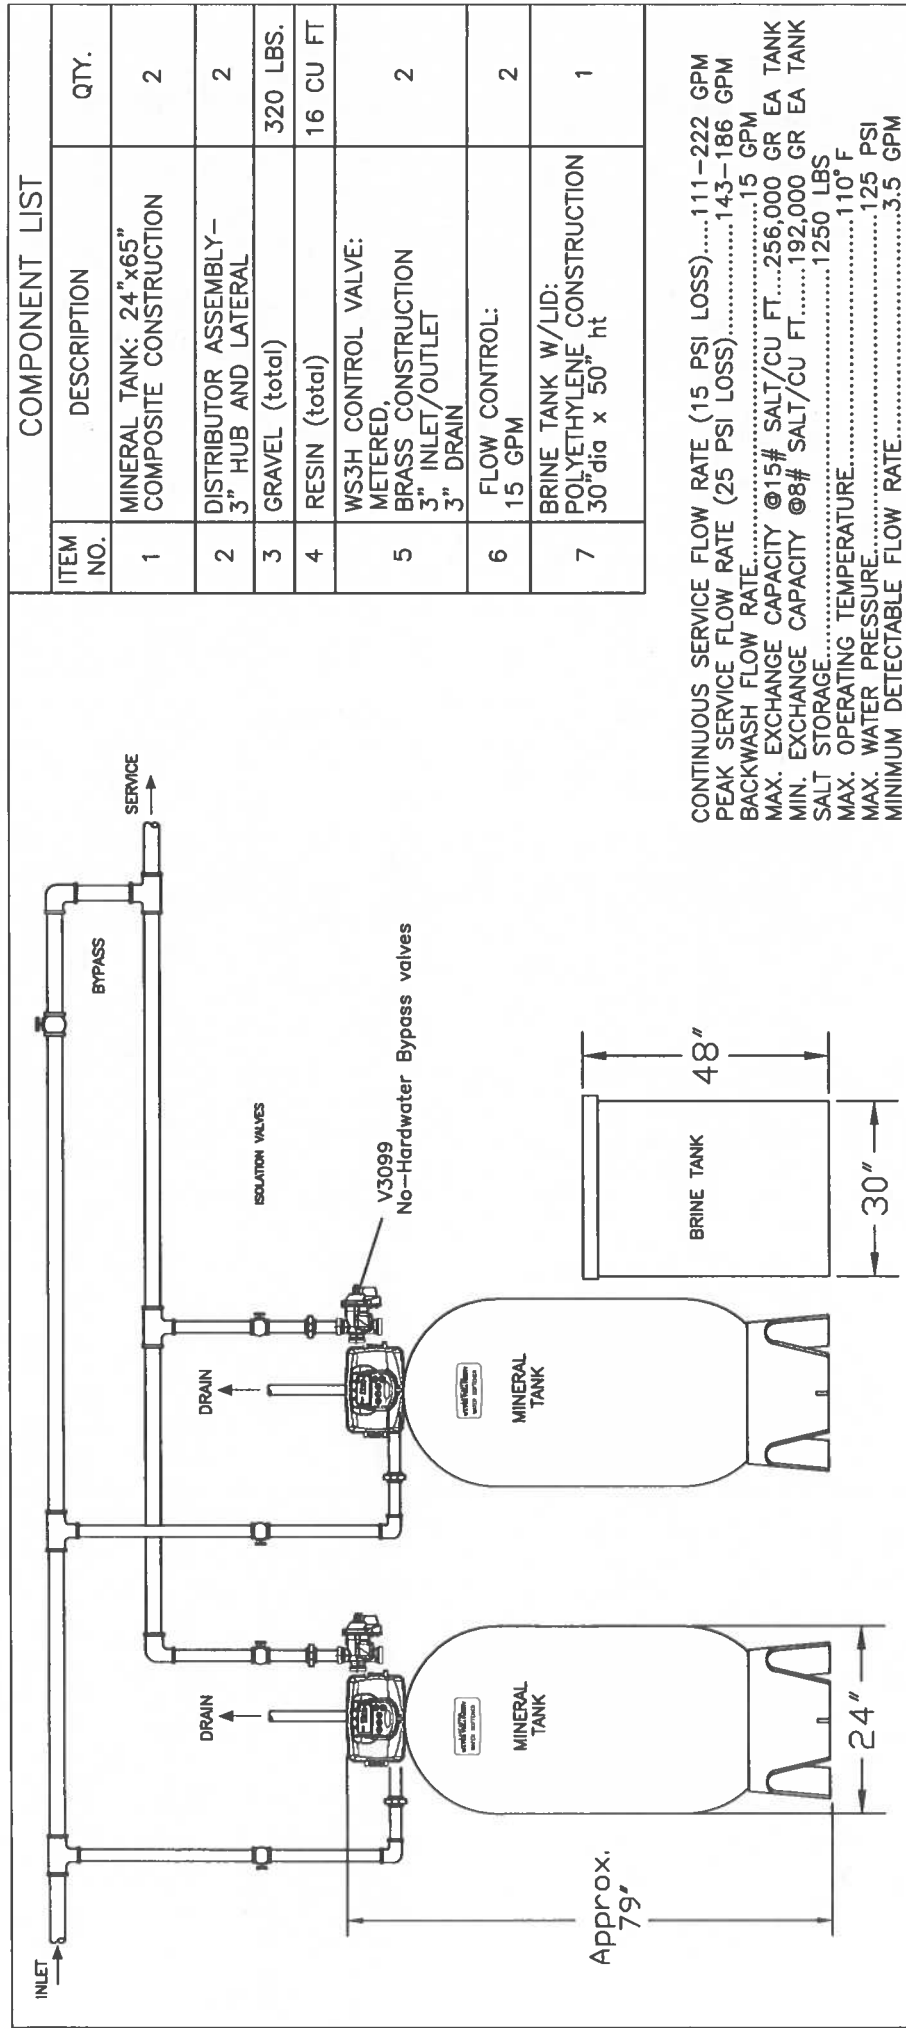 COMPONENT LIST
ITEM NO. DESCRIPTION QTY.
1 MINERAL TANK: 24"x65" 2
COMPOSITE CONSTRUCTION
2 DISTRIBUTOR ASSEMBLY– 2
3" HUB AND LATERAL
3 GRAVEL (total) 320 LBS.
4 RESIN (total) 16 CU FT
5 WS3H CONTROL VALVE: 2
METERED,
BRASS CONSTRUCTION
3" INLET/OUTLET
3" DRAIN
6 FLOW CONTROL: 2
15 GPM
7 BRINE TANK W/LID: 1
POLYETHYLENE CONSTRUCTION
30"dia x 50" ht
CONTINUOUS SERVICE FLOW RATE (15 PSI LOSS).....111-222 GPM
PEAK SERVICE FLOW RATE (25 PSI LOSS)..............143-186 GPM
BACKWASH FLOW RATE..................................................15 GPM
MAX. EXCHANGE CAPACITY @15# SALT/CU FT...256,000 GR EA TANK
MIN. EXCHANGE CAPACITY @8# SALT/CU FT......192,000 GR EA TANK
SALT STORAGE..................................................1250 LBS
MAX. OPERATING TEMPERATURE..............................110°F
MAX. WATER PRESSURE........................................125 PSI
MINIMUM DETECTABLE FLOW RATE.........................3.5 GPM
INLET
SERVICE
BYPASS
ISOLATION VALVES
V3099
No–Hardwater Bypass valves
DRAIN
DRAIN
MINERAL
TANK
MINERAL
TANK
BRINE TANK
Approx.
79"
24"
30"
48"